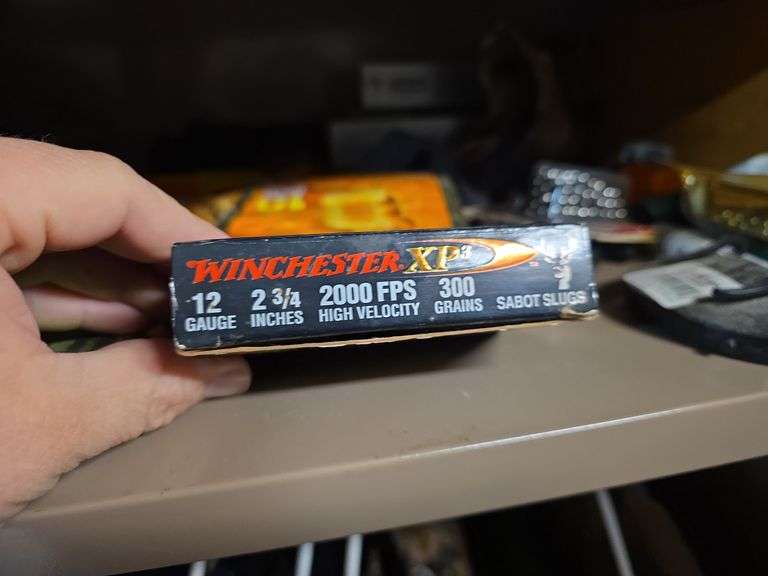 WINCHESTER XP3
12 GAUGE
2 3/4 INCHES
2000 FPS HIGH VELOCITY
300 GRAINS
SABOT SLUGS